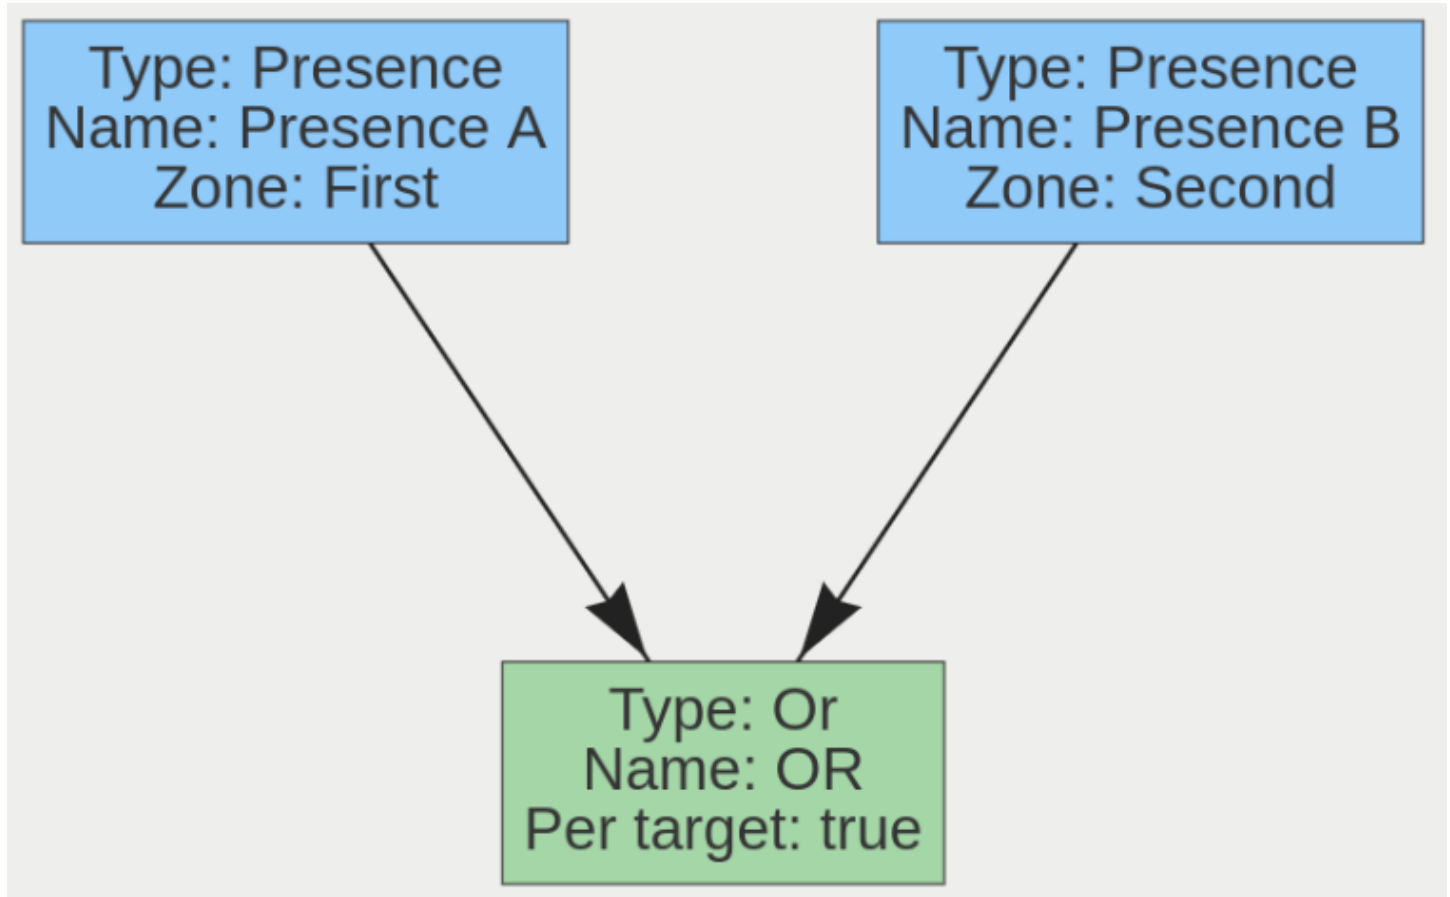 Type: Presence
Name: Presence A
Zone: First
Type: Presence
Name: Presence B
Zone: Second
Type: Or
Name: OR
Per target: true